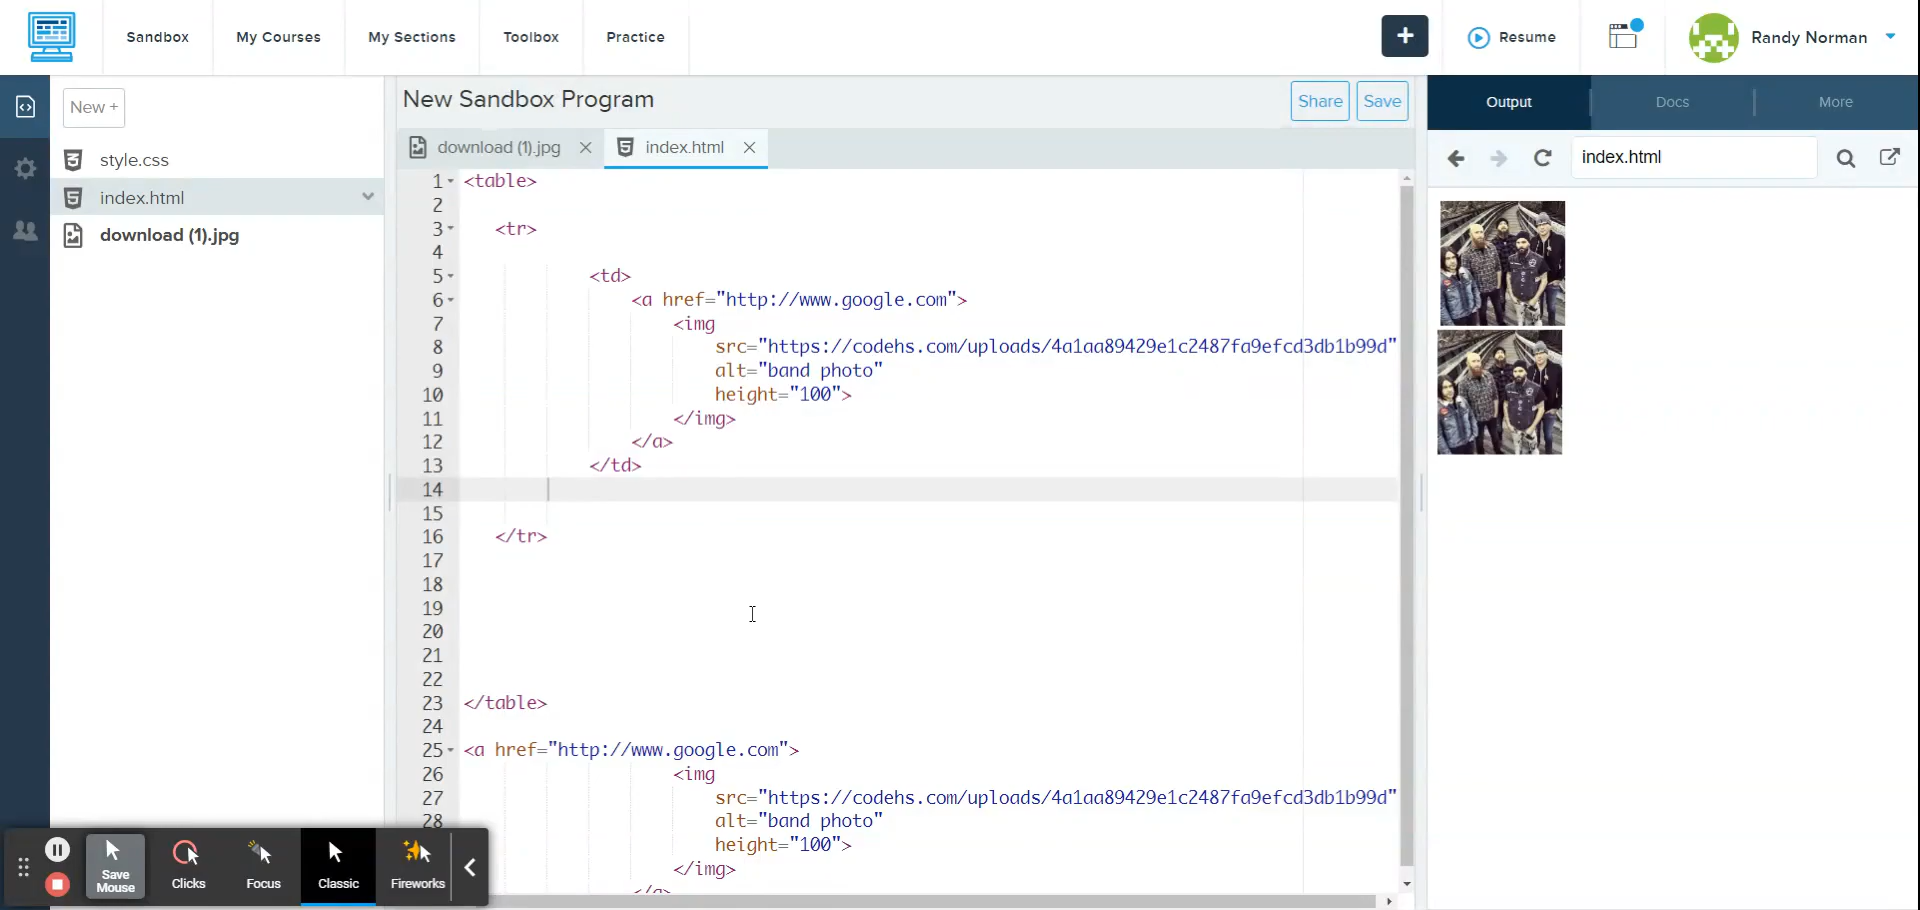 Sandbox
My Courses
My Sections
Toolbox
Practice
+
Resume
Randy Norman
New +
style.css
index.html
download (1).jpg
New Sandbox Program
Share
Save
download (1).jpg
index.html
1 <table>
2
3 <tr>
4
5 <td>
6 <a href="http://www.google.com">
7 <img
8 src="https://codehs.com/uploads/4a1aa89429e1c2487fa9efcd3db1b99d"
9 alt="band photo"
10 height="100">
11 </img>
12 </a>
13 </td>
14
15
16 </tr>
17
18
19
20
21
22
23 </table>
24
25 <a href="http://www.google.com">
26 <img
27 src="https://codehs.com/uploads/4a1aa89429e1c2487fa9efcd3db1b99d"
28 alt="band photo"
height="100">
</img>
</a>
Output
Docs
More
index.html
Save
Mouse
Clicks
Focus
Classic
Fireworks